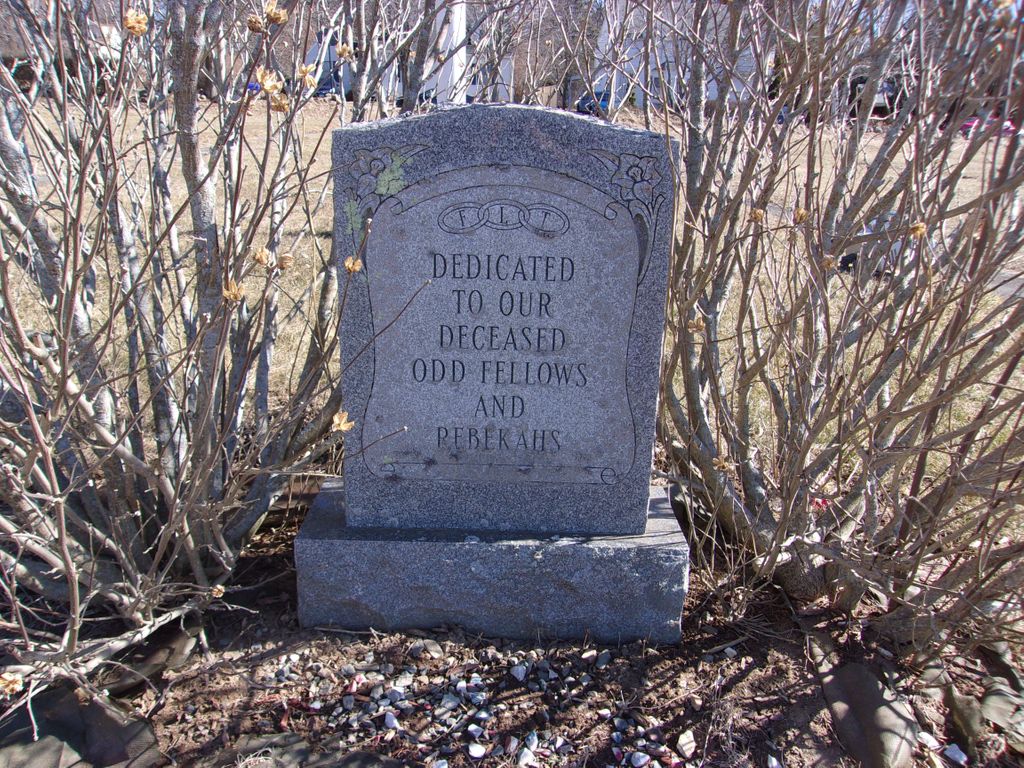 F L T
DEDICATED
TO OUR
DECEASED
ODD FELLOWS
AND
REBEKAHS